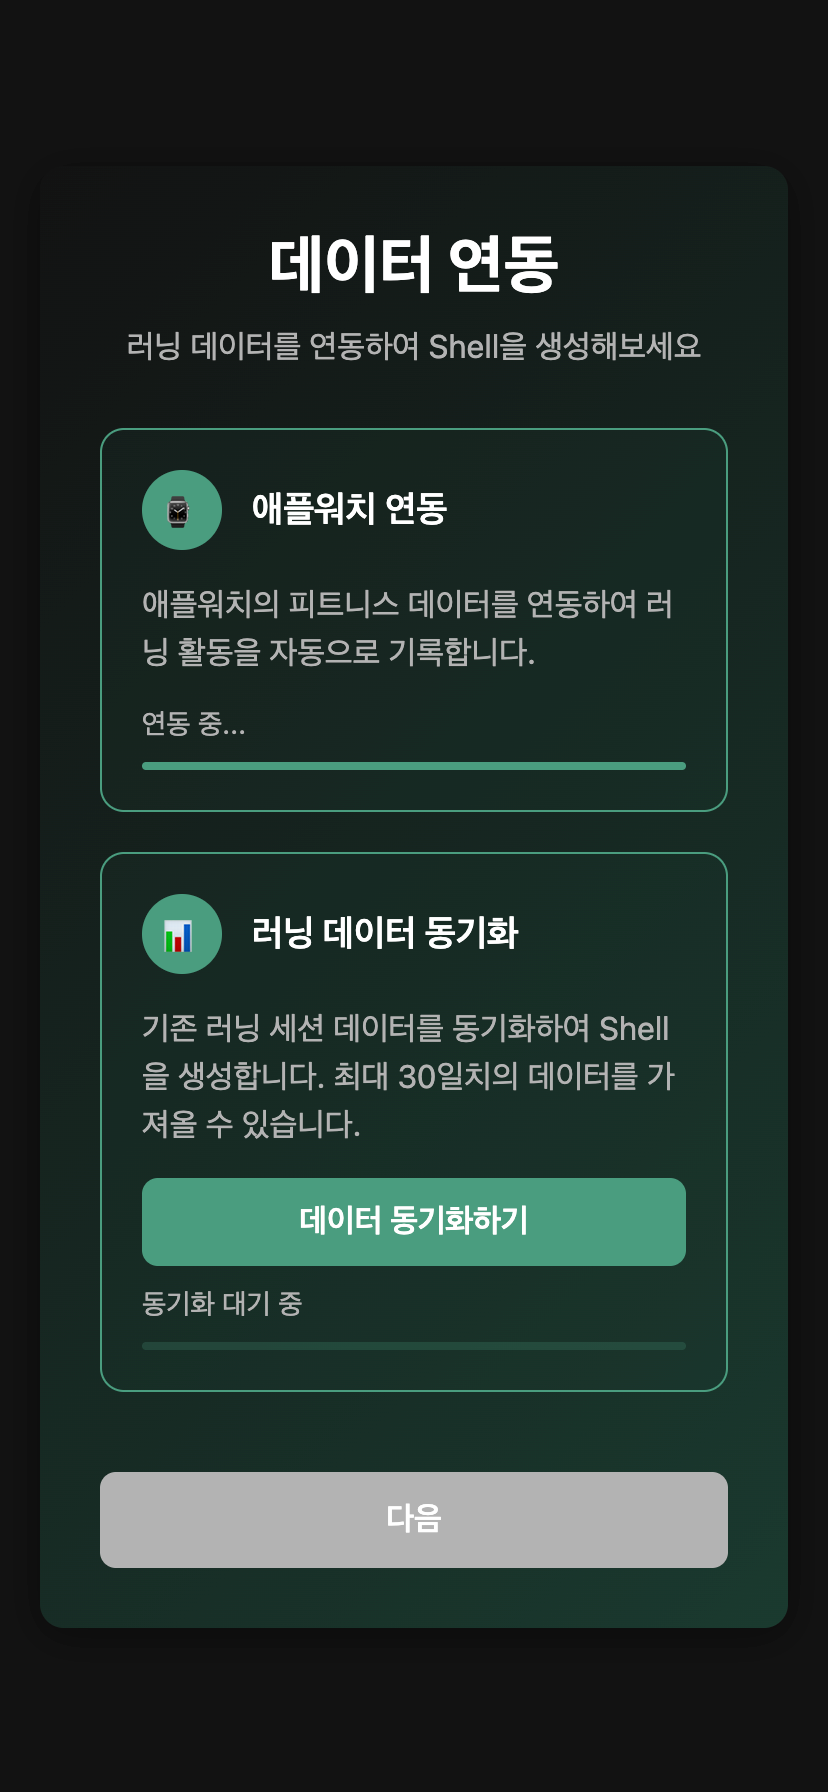 데이터 연동
러닝 데이터를 연동하여 Shell을 생성해보세요
애플워치 연동
애플워치의 피트니스 데이터를 연동하여 러
닝 활동을 자동으로 기록합니다.
연동 중...
러닝 데이터 동기화
기존 러닝 세션 데이터를 동기화하여 Shell
을 생성합니다. 최대 30일치의 데이터를 가
져올 수 있습니다.
데이터 동기화하기
동기화 대기 중
다음